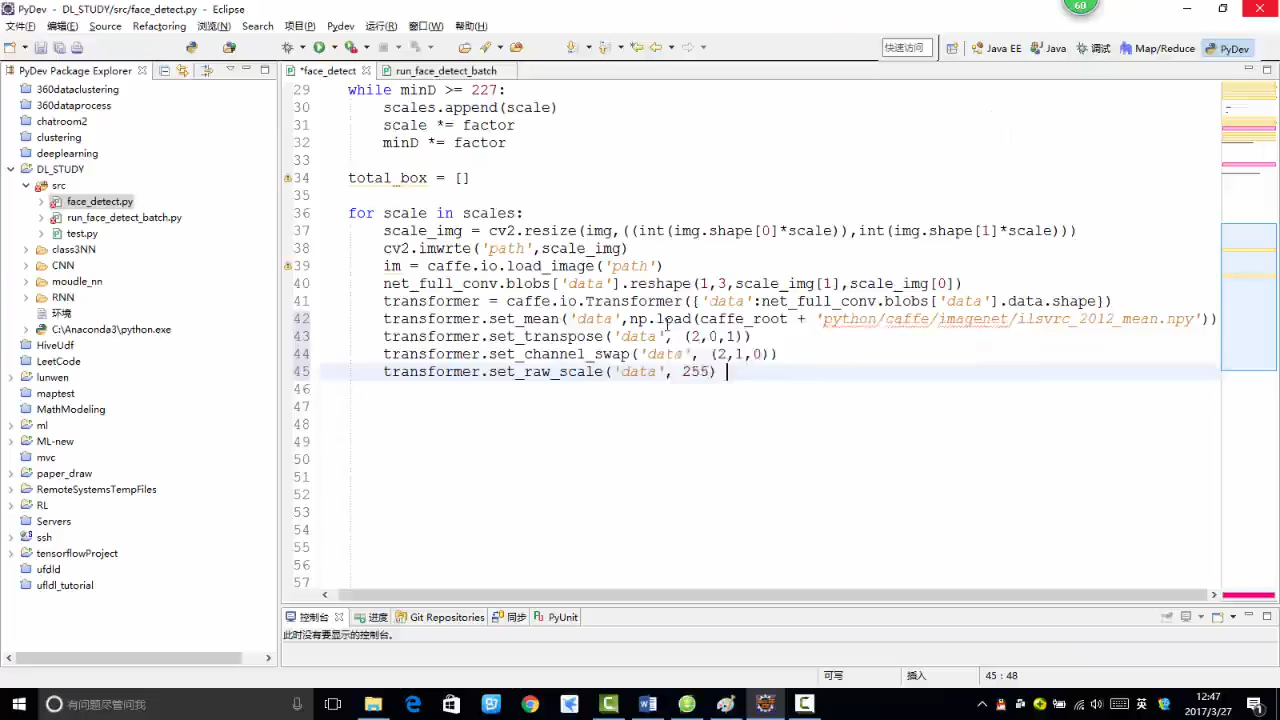 PyDev - DL_STUDY/src/face_detect.py - Eclipse
60
文件(F) 编辑(E) Source Refactoring 浏览(N) Search 项目(P) Pydev 运行(R) 窗口(W) 帮助(H)
快速访问 Java EE Java 调试 Map/Reduce PyDev
PyDev Package Explorer
*face_detect run_face_detect_batch
360dataclustering
360dataprocess
chatroom2
clustering
deeplearning
DL_STUDY
src
face_detect.py
run_face_detect_batch.py
test.py
class3NN
CNN
moudle_nn
RNN
环境
C:\Anaconda3\python.exe
HiveUdf
LeetCode
lunwen
maptest
MathModeling
ml
ML-new
mvc
paper_draw
RemoteSystemsTempFiles
RL
Servers
ssh
tensorflowProject
ufdld
ufldl_tutorial
29 while minD >= 227:
30 scales.append(scale)
31 scale *= factor
32 minD *= factor
33
34 total_box = []
35
36 for scale in scales:
37 scale_img = cv2.resize(img,((int(img.shape[0]*scale)),int(img.shape[1]*scale)))
38 cv2.imwrte('path',scale_img)
39 im = caffe.io.load_image('path')
40 net_full_conv.blobs['data'].reshape(1,3,scale_img[1],scale_img[0])
41 transformer = caffe.io.Transformer({'data':net_full_conv.blobs['data'].data.shape})
42 transformer.set_mean('data',np.load(caffe_root + 'python/caffe/imagenet/ilsvrc_2012_mean.npy'))
43 transformer.set_transpose('data', (2,0,1))
44 transformer.set_channel_swap('data', (2,1,0))
45 transformer.set_raw_scale('data', 255)
46
47
48
49
50
51
52
53
54
55
56
57
控制台 进度 Git Repositories 同步 PyUnit
此时没有要显示的控制台。
可写 插入 45 : 48
有问题尽管问我
英
12:47
2017/3/27